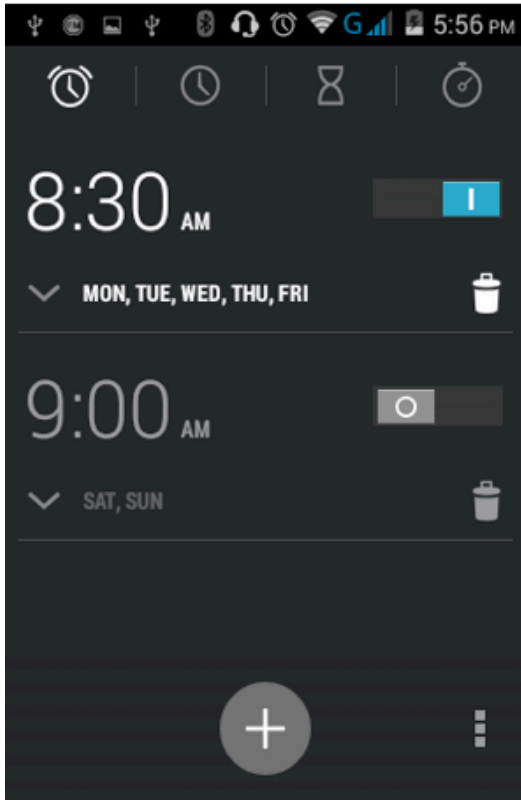 G 5:56 PM
8:30 AM
MON, TUE, WED, THU, FRI
9:00 AM
SAT, SUN